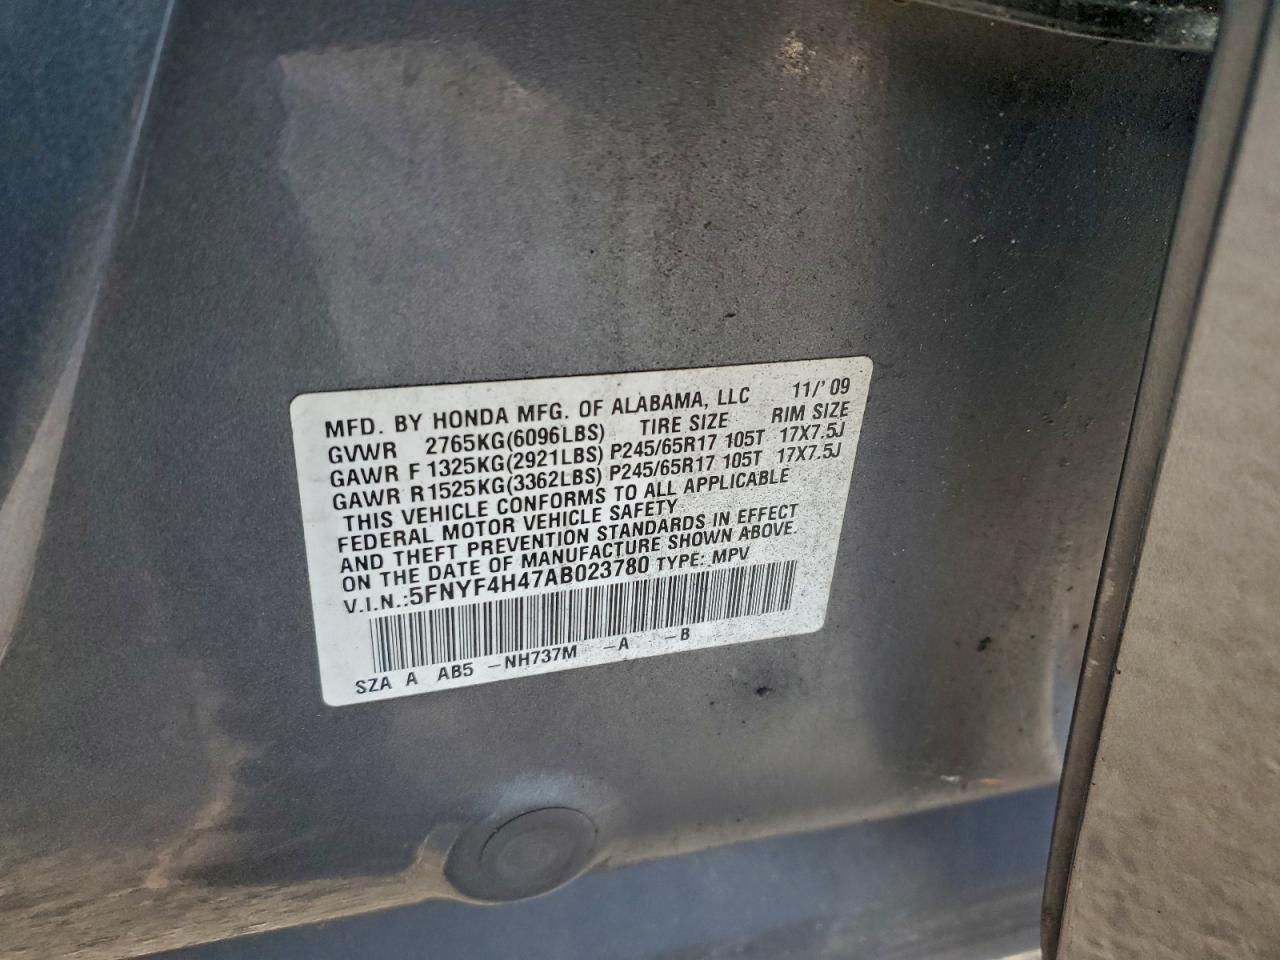 MFD. BY HONDA MFG. OF ALABAMA, LLC 11/'09
GVWR 2765KG(6096LBS) TIRE SIZE RIM SIZE
GAWR F 1325KG(2921LBS) P245/65R17 105T 17X7.5J
GAWR R 1525KG(3362LBS) P245/65R17 105T 17X7.5J
THIS VEHICLE CONFORMS TO ALL APPLICABLE
FEDERAL MOTOR VEHICLE SAFETY
AND THEFT PREVENTION STANDARDS IN EFFECT
ON THE DATE OF MANUFACTURE SHOWN ABOVE.
V.I.N.:5FNYF4H47AB023780 TYPE: MPV
SZA A AB5 -NH737M -A -B